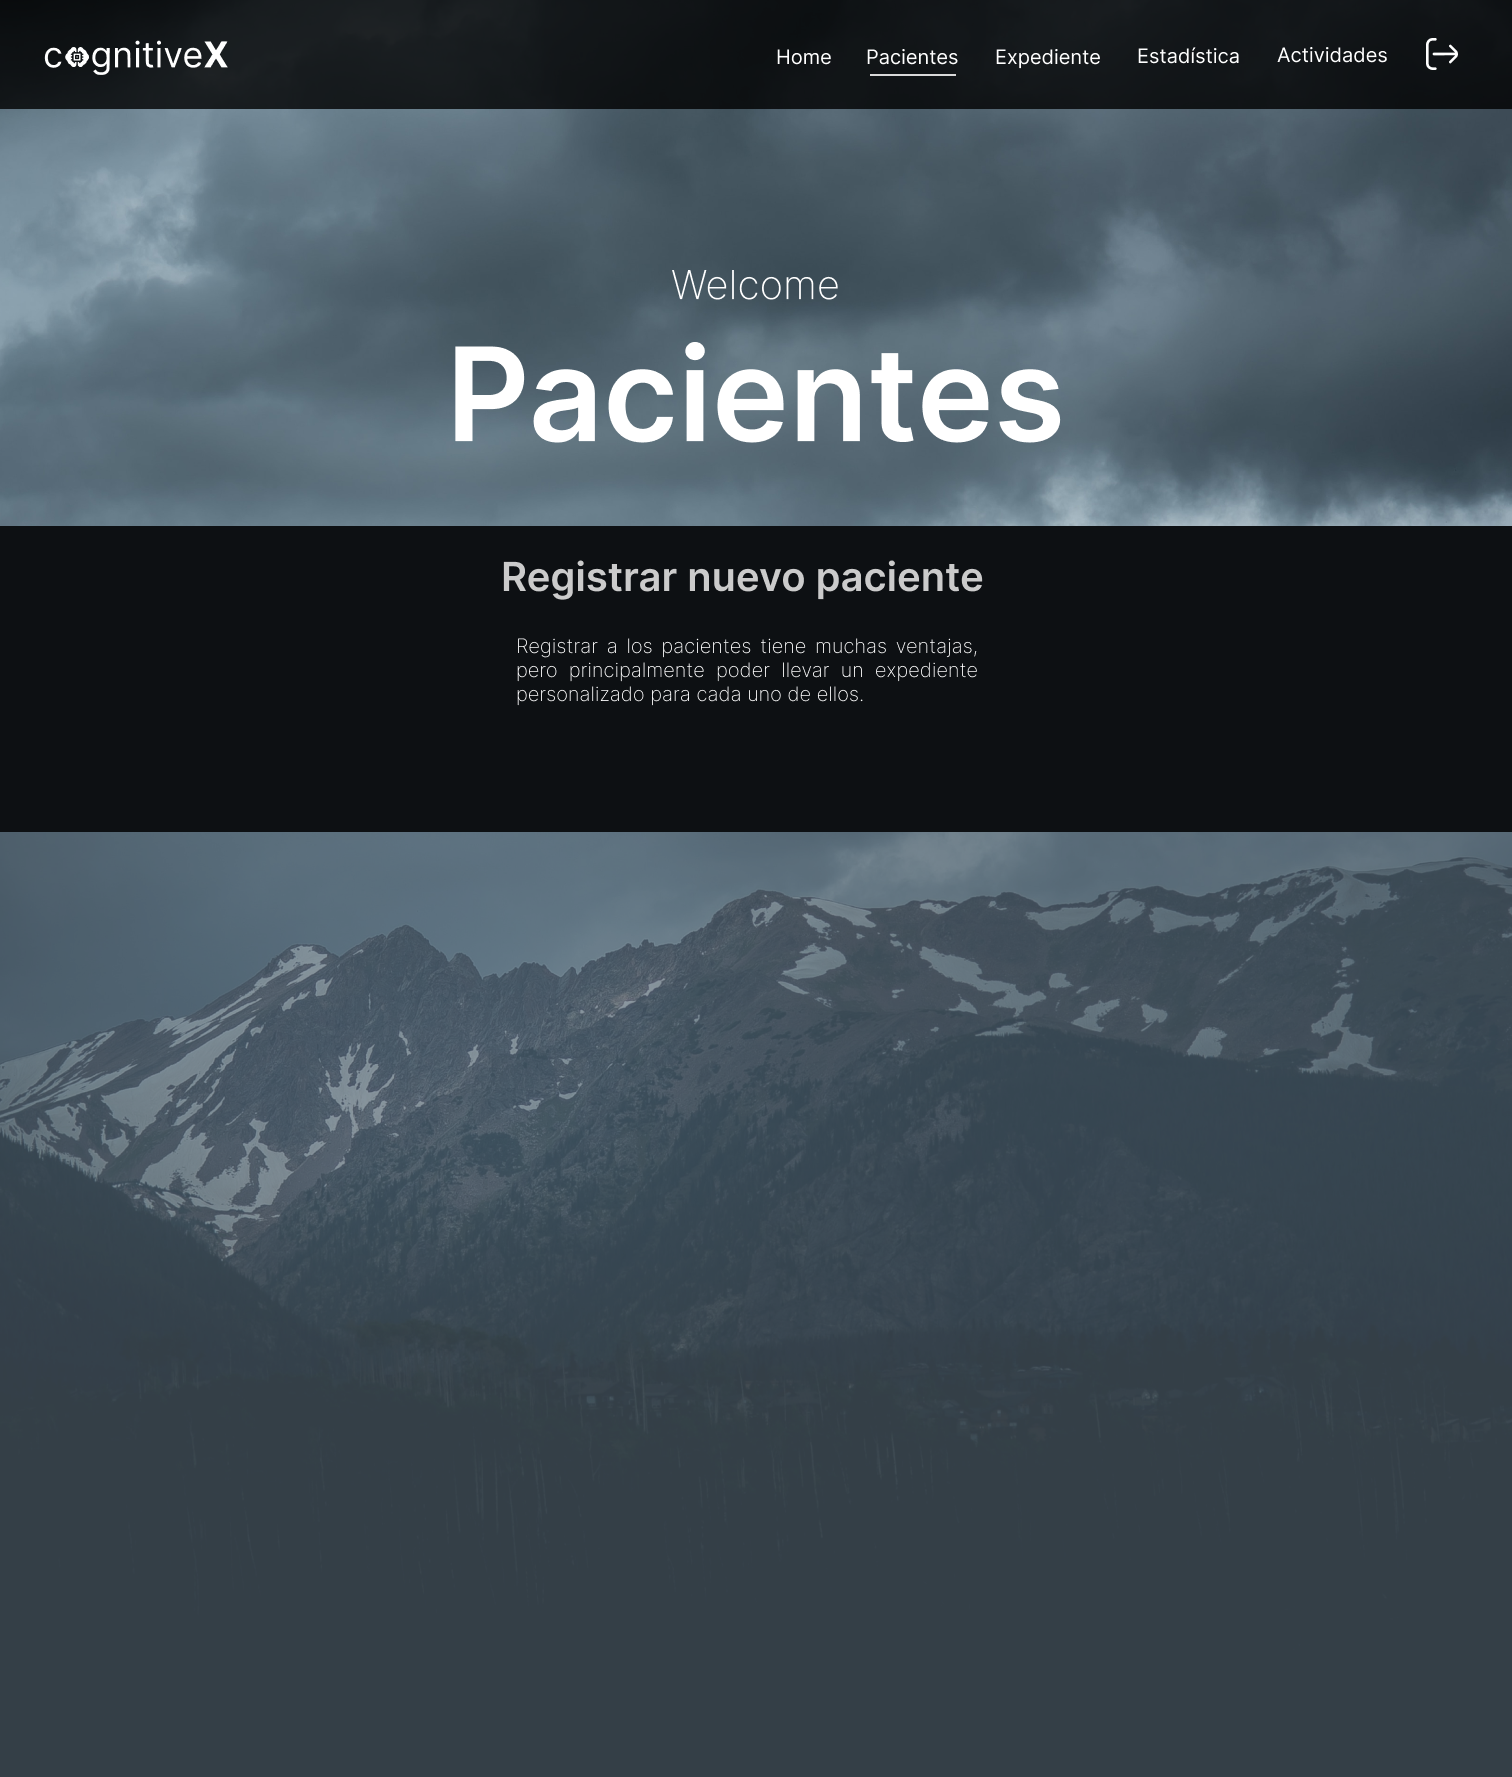 cognitiveX
Home Pacientes Expediente Estadística Actividades
Welcome
Pacientes
Registrar nuevo paciente
Registrar a los pacientes tiene muchas ventajas,
pero principalmente poder llevar un expediente
personalizado para cada uno de ellos.